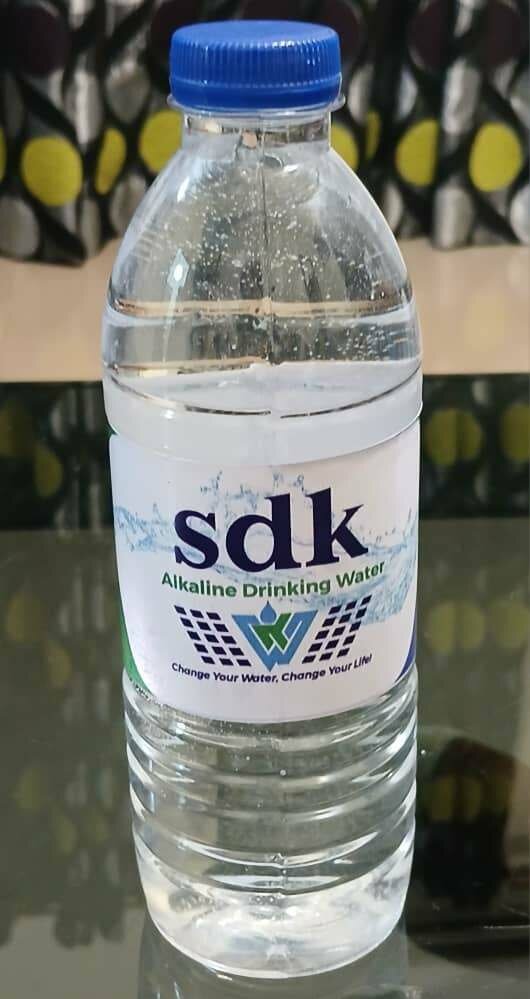 sdk
Alkaline Drinking Water
Change Your Water, Change Your Life!